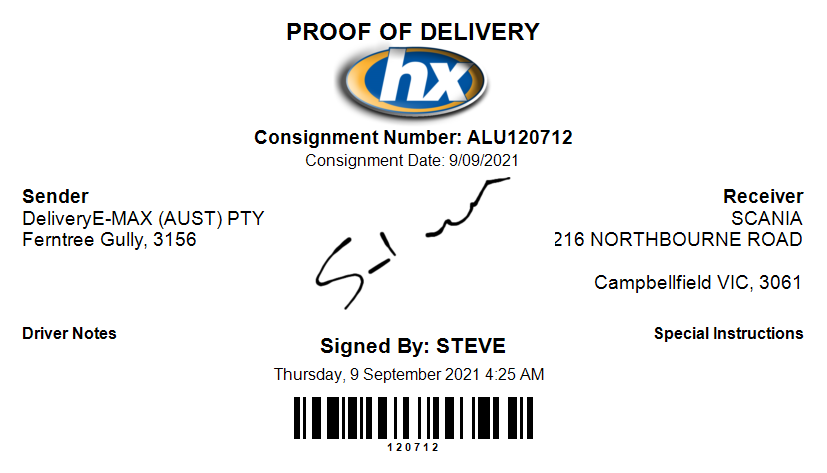 PROOF OF DELIVERY
hx
Consignment Number: ALU120712
Consignment Date: 9/09/2021
Sender
DeliveryE-MAX (AUST) PTY
Ferntree Gully, 3156
Receiver
SCANIA
216 NORTHBOURNE ROAD
Campbellfield VIC, 3061
Driver Notes
Special Instructions
Signed By: STEVE
Thursday, 9 September 2021 4:25 AM
120712